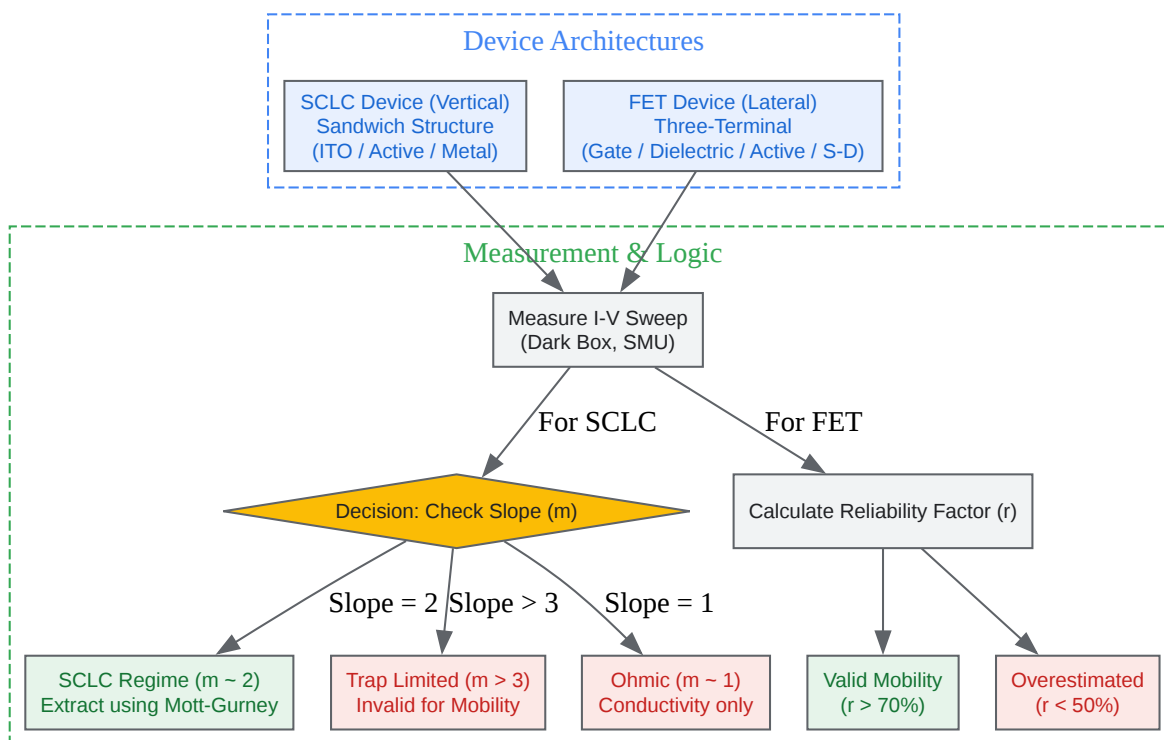 Device Architectures
SCLC Device (Vertical)
Sandwich Structure
(ITO / Active / Metal)
FET Device (Lateral)
Three-Terminal
(Gate / Dielectric / Active / S-D)
Measurement & Logic
Measure I-V Sweep
(Dark Box, SMU)
For SCLC
For FET
Decision: Check Slope (m)
Calculate Reliability Factor (r)
Slope = 2
Slope > 3
Slope = 1
SCLC Regime (m ~ 2)
Extract using Mott-Gurney
Trap Limited (m > 3)
Invalid for Mobility
Ohmic (m ~ 1)
Conductivity only
Valid Mobility
(r > 70%)
Overestimated
(r < 50%)